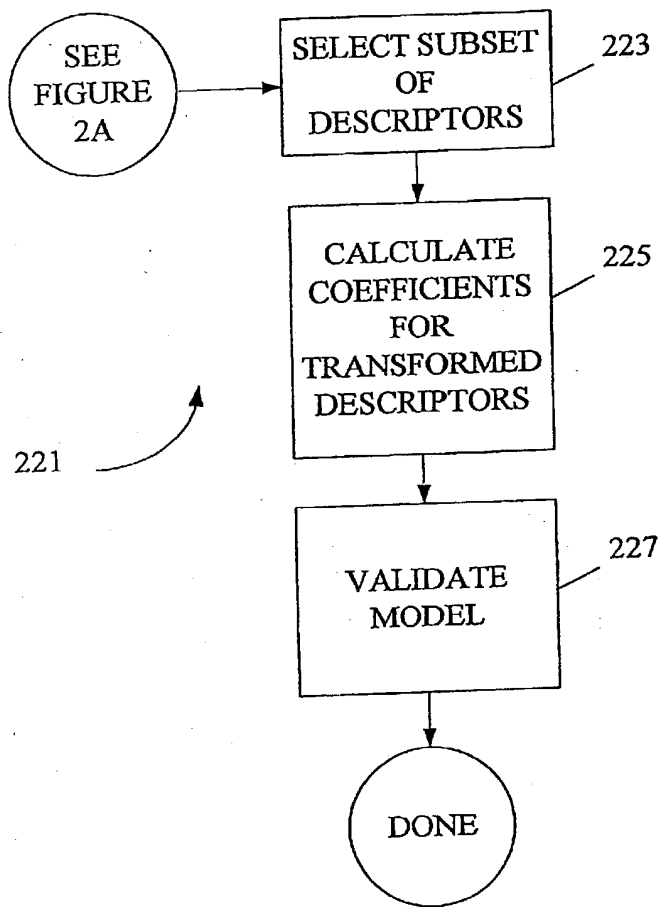 SEE
FIGURE
2A
SELECT SUBSET
OF
DESCRIPTORS
223
CALCULATE
COEFFICIENTS
FOR
TRANSFORMED
DESCRIPTORS
225
221
VALIDATE
MODEL
227
DONE